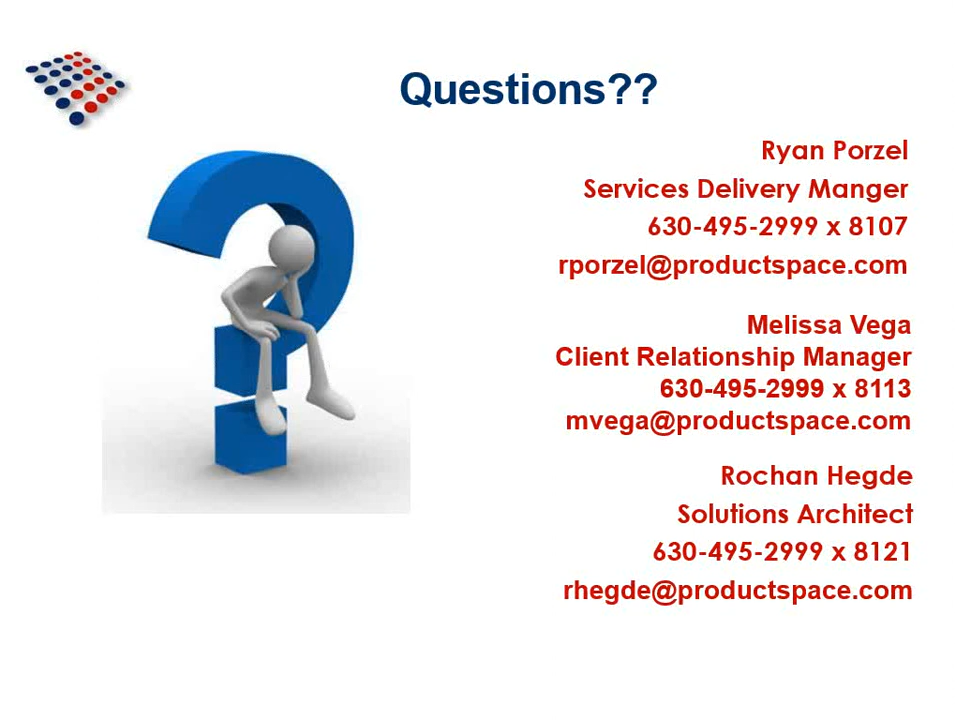 Questions??
Ryan Porzel
Services Delivery Manger
630-495-2999 x 8107
rporzel@productspace.com
Melissa Vega
Client Relationship Manager
630-495-2999 x 8113
mvega@productspace.com
Rochan Hegde
Solutions Architect
630-495-2999 x 8121
rhegde@productspace.com